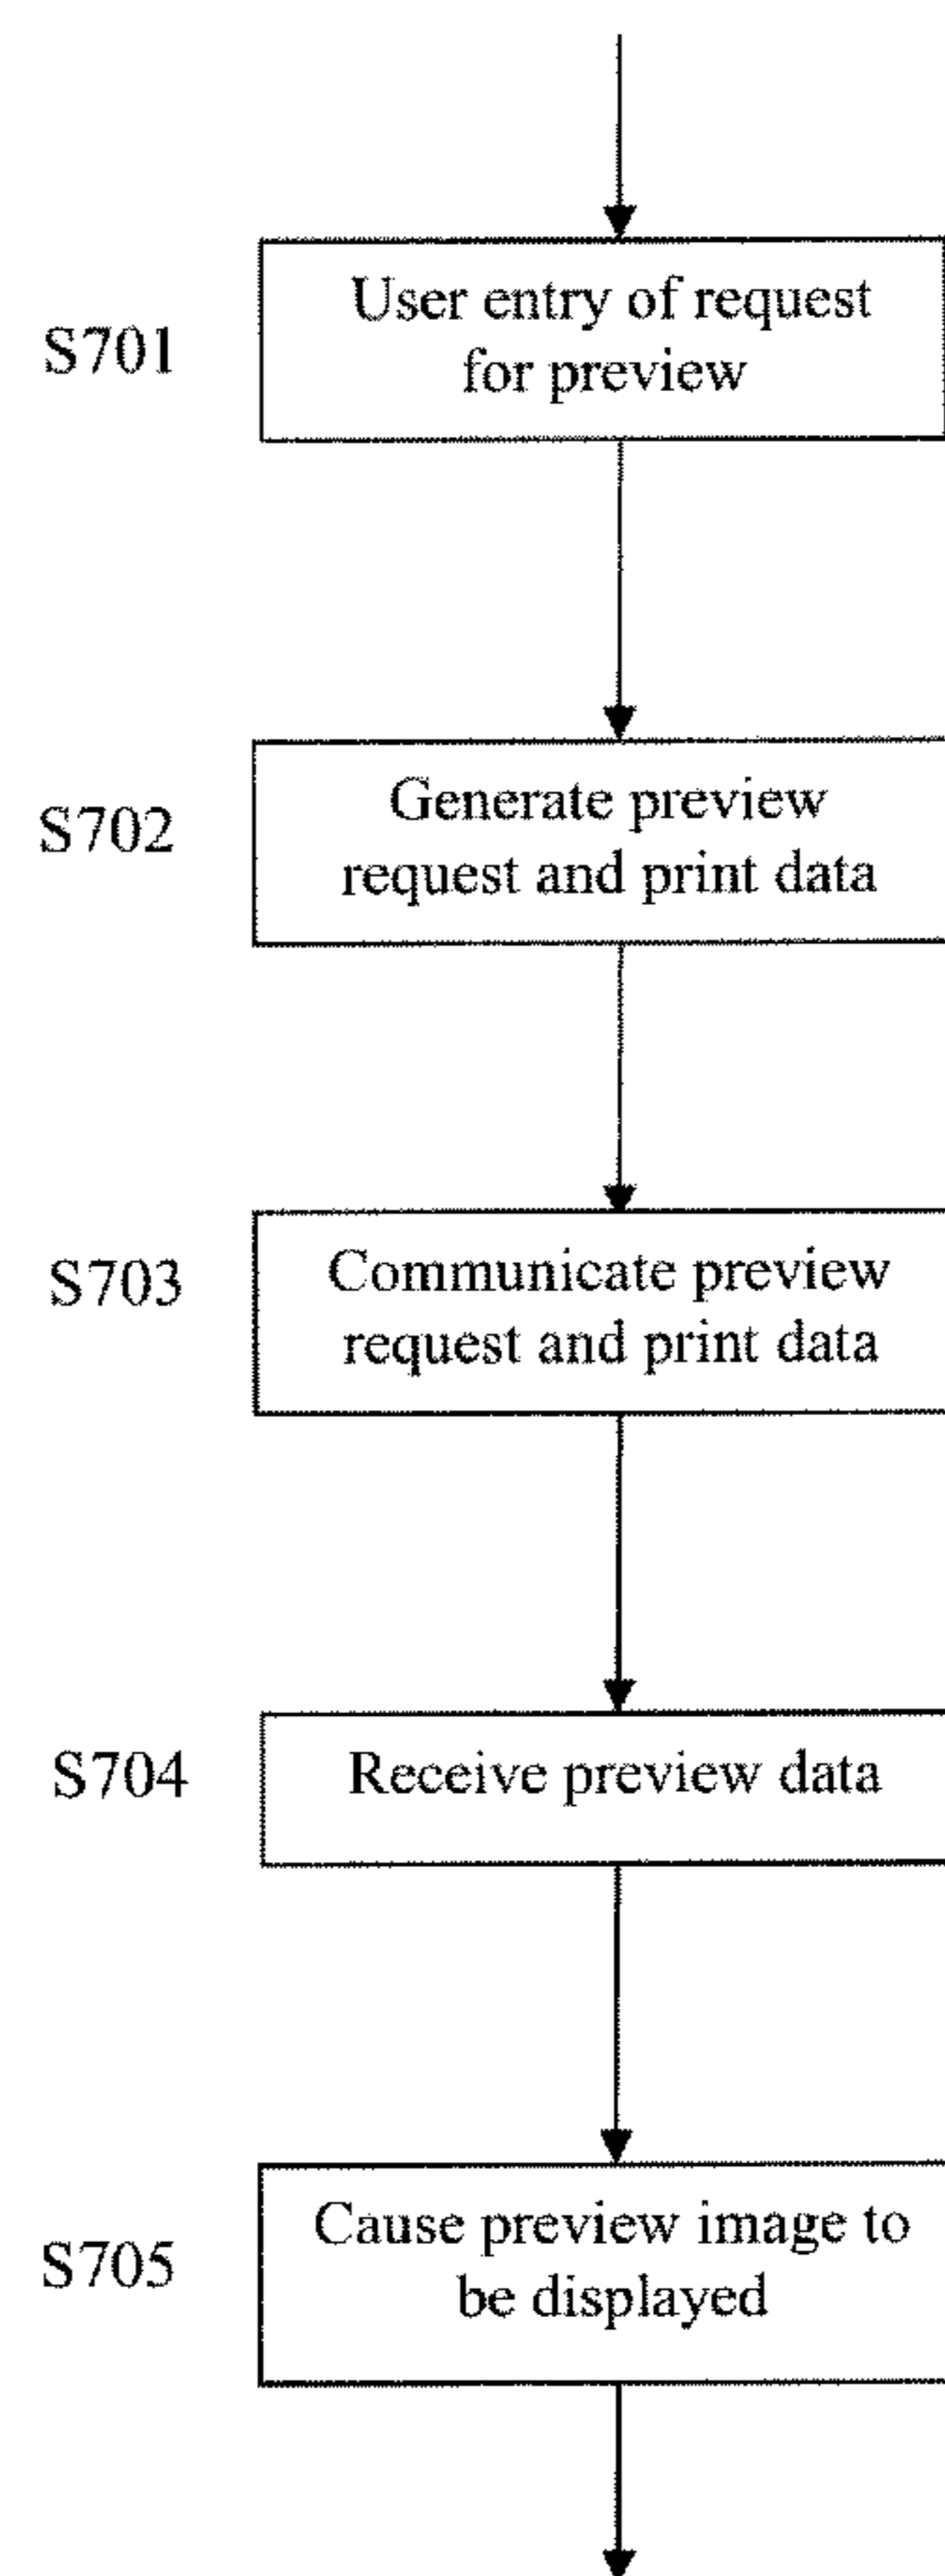 S701
User entry of request
for preview
S702
Generate preview
request and print data
S703
Communicate preview
request and print data
S704
Receive preview data
S705
Cause preview image to
be displayed